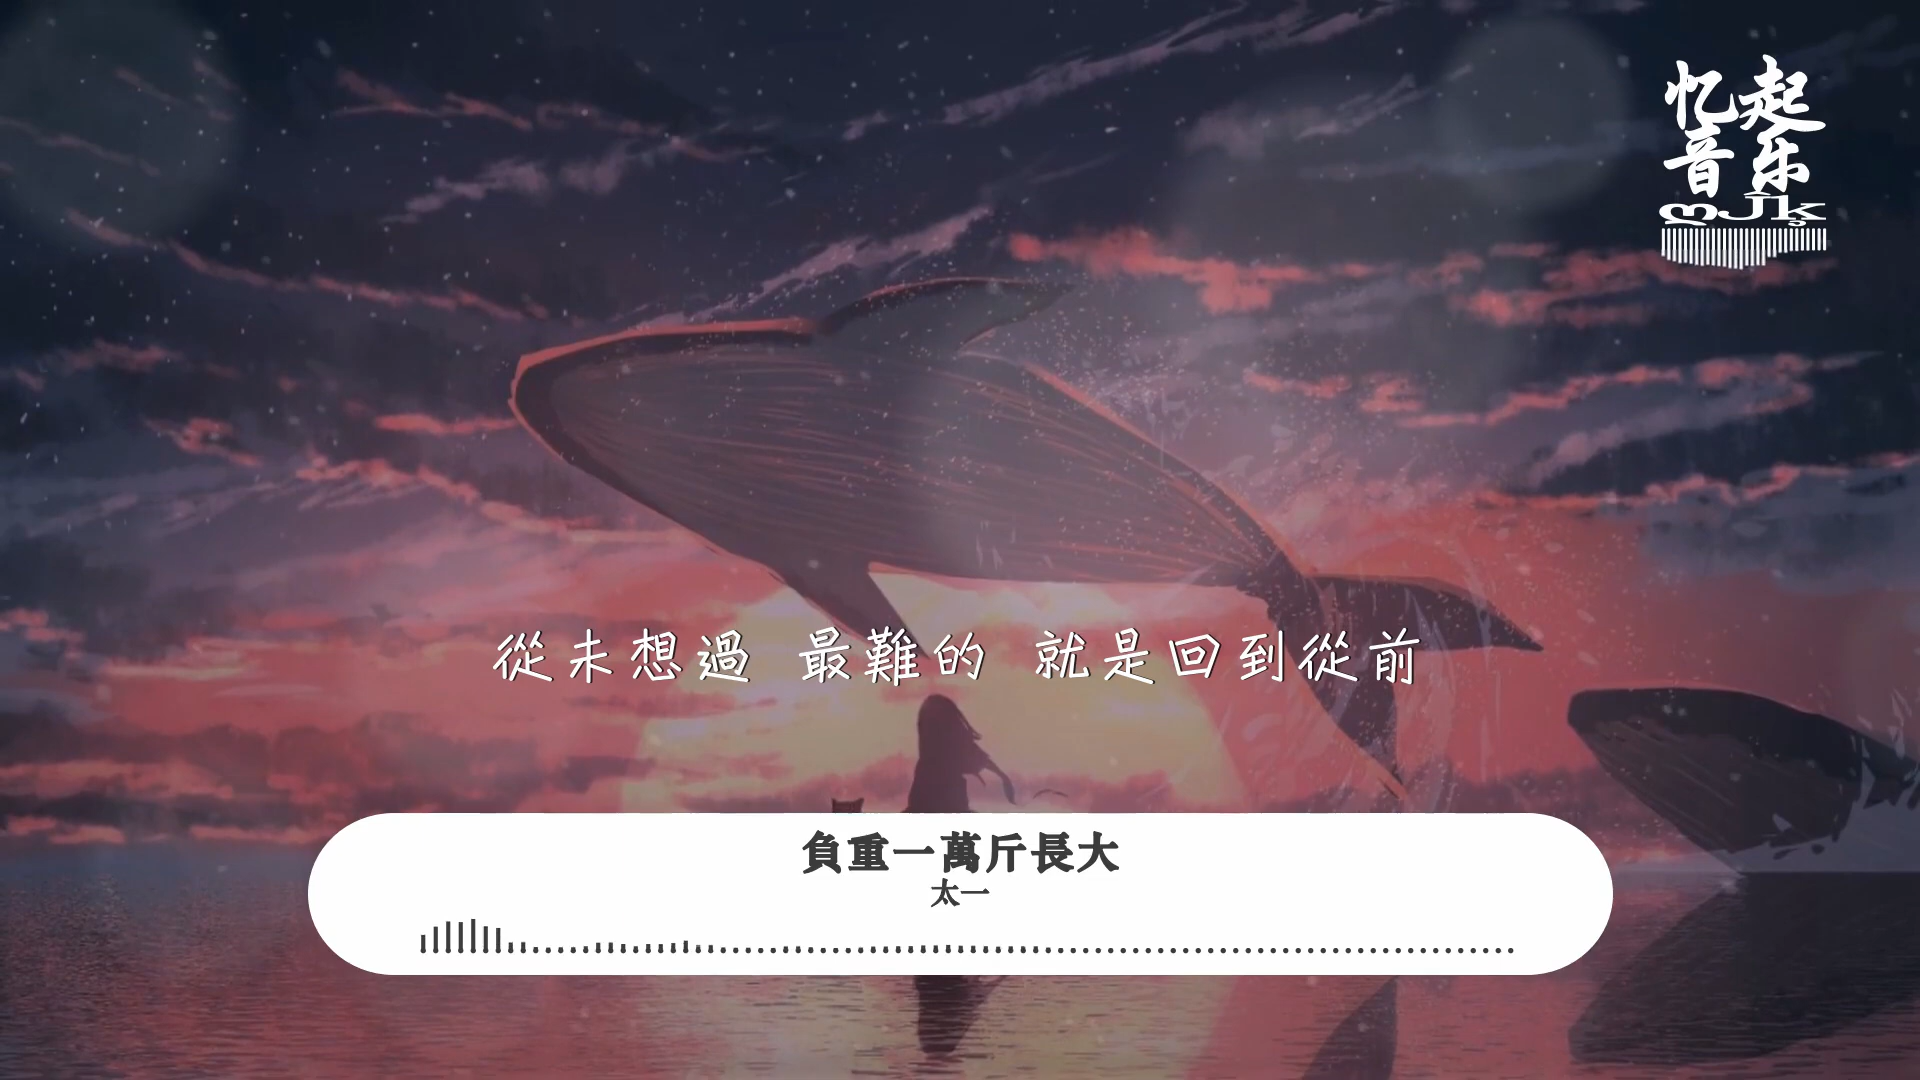 忆起
音乐
從未想過 最難的 就是回到從前
負重一萬斤長大
太一